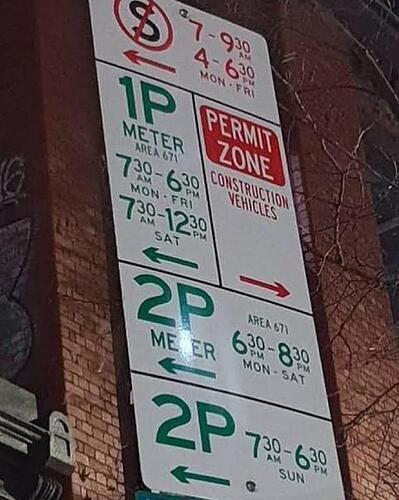 S 7-9³⁰ AM
4-6³⁰ PM
MON-FRI
1P
METER
AREA 671
7³⁰ AM - 6³⁰ PM
MON-FRI
7³⁰ AM - 12³⁰ PM
SAT
PERMIT
ZONE
CONSTRUCTION
VEHICLES
2P
METER
AREA 671
6³⁰ PM - 8³⁰ PM
MON-SAT
2P
7³⁰ AM - 6³⁰ PM
SUN